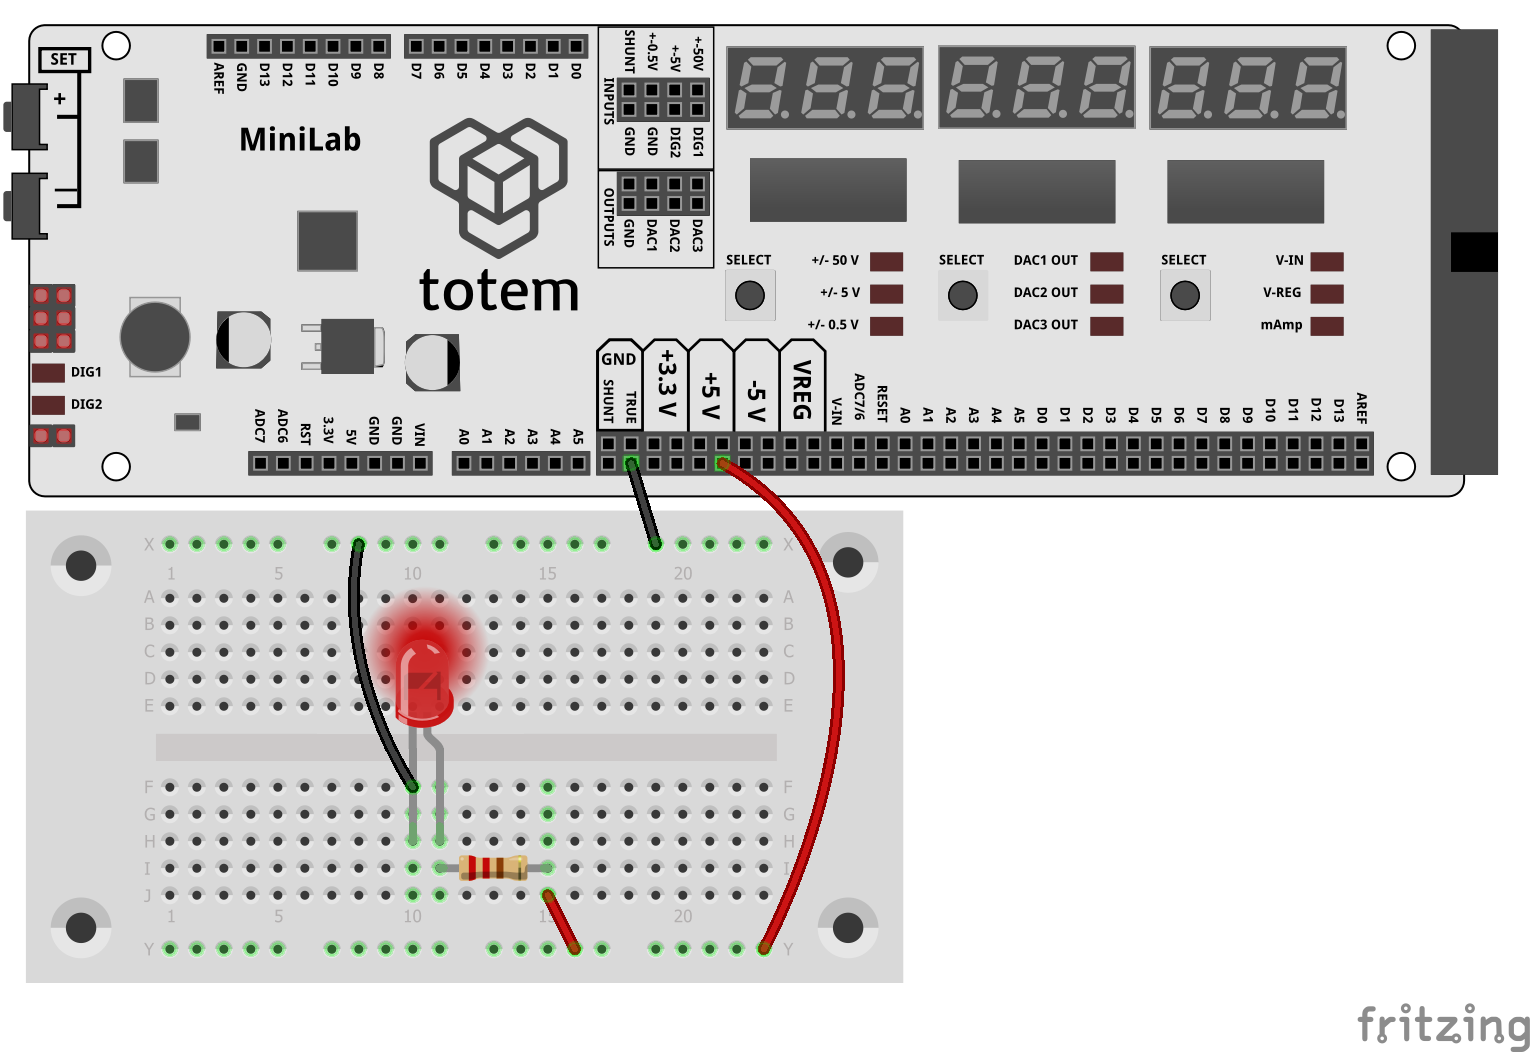 SET
+
AREF GND D13 D12 D11 D10 D9 D8
D7 D6 D5 D4 D3 D2 D1 D0
SHUNT +-0.5V +-5V +-50V
INPUTS
GND GND DIG2 DIG1
OUTPUTS
GND DAC1 DAC2 DAC3
MiniLab
totem
SELECT
+/- 50 V
+/- 5 V
+/- 0.5 V
SELECT
DAC1 OUT
DAC2 OUT
DAC3 OUT
SELECT
V-IN
V-REG
mAmp
DIG1
DIG2
GND
SHUNT TRUE
+3.3 V
+5 V
-5 V
VREG
V-IN ADC7/6 RESET A0 A1 A2 A3 A4 A5 D0 D1 D2 D3 D4 D5 D6 D7 D8 D9 D10 D11 D12 D13 AREF
ADC7 ADC6 RST 3.3V 5V GND GND VIN
A0 A1 A2 A3 A4 A5
X X
1 5 10 15 20
A A
B B
C C
D D
E E
F F
G G
H H
I I
J J
1 5 10 15 20
Y Y
fritzing